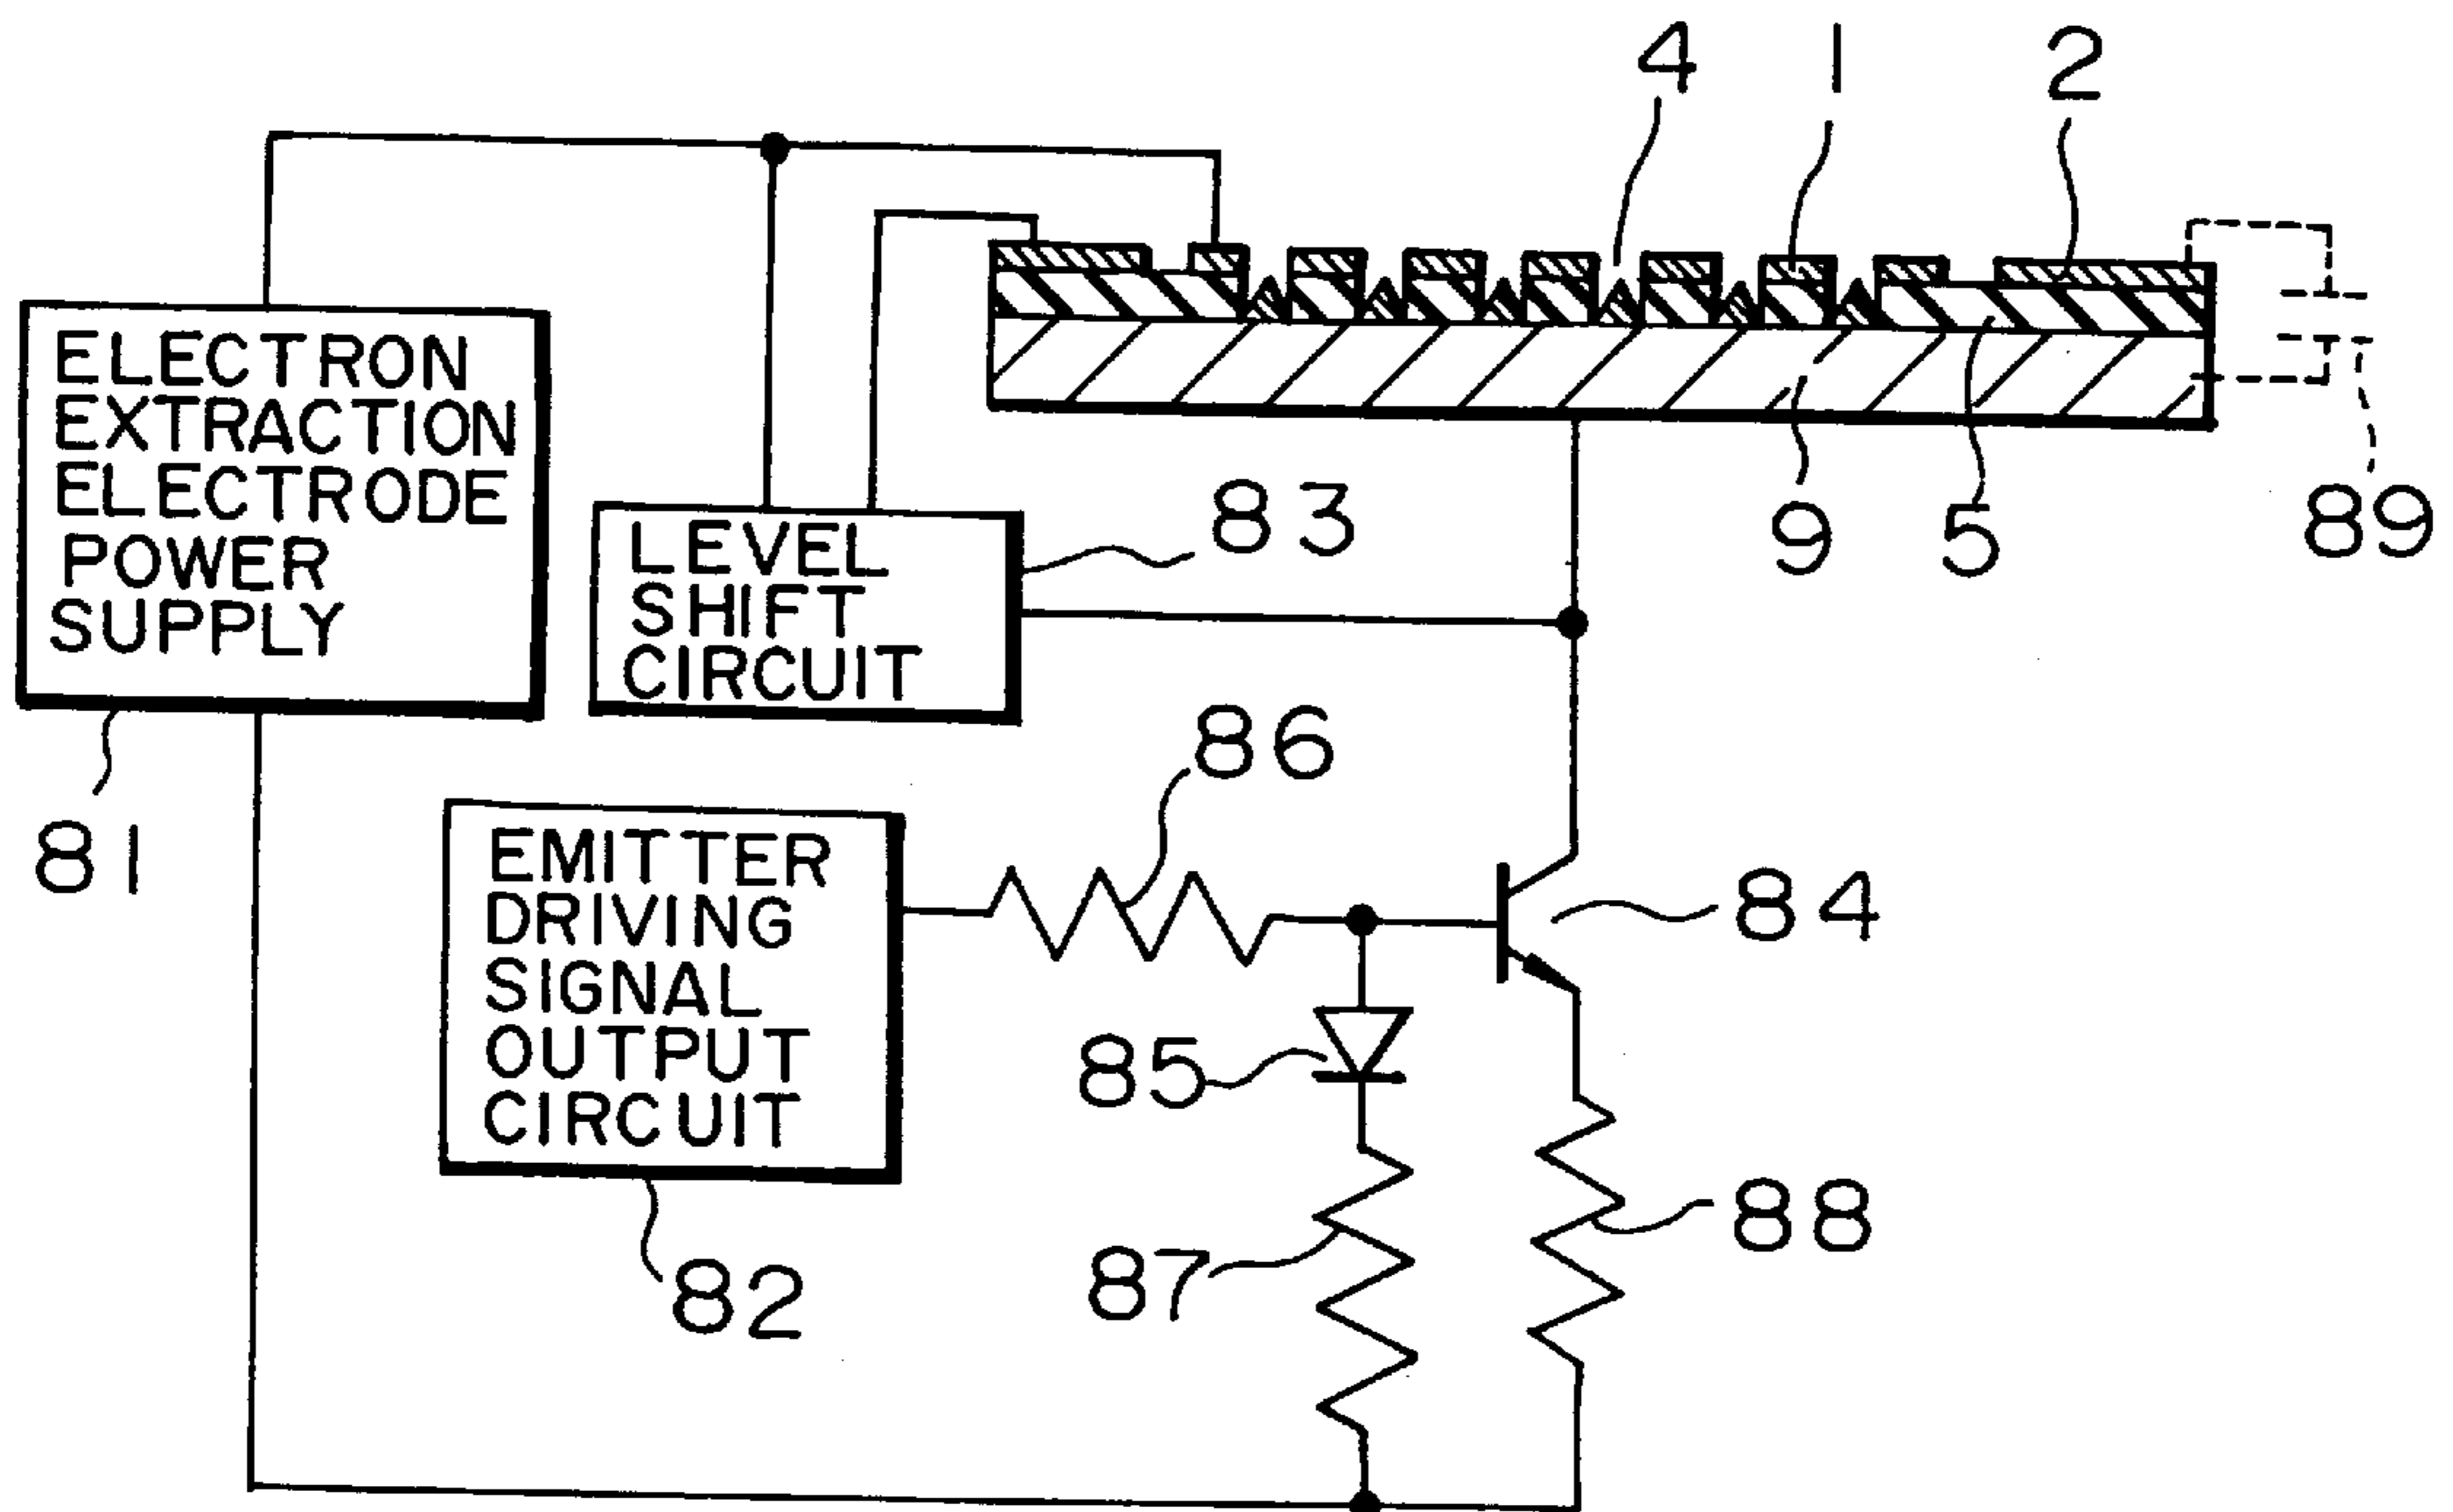 4 1 2
ELECTRON
EXTRACTION
ELECTRODE
POWER
SUPPLY
LEVEL
SHIFT
CIRCUIT
83
9 5 89
81
86
EMITTER
DRIVING
SIGNAL
OUTPUT
CIRCUIT
84
85
82
87
88